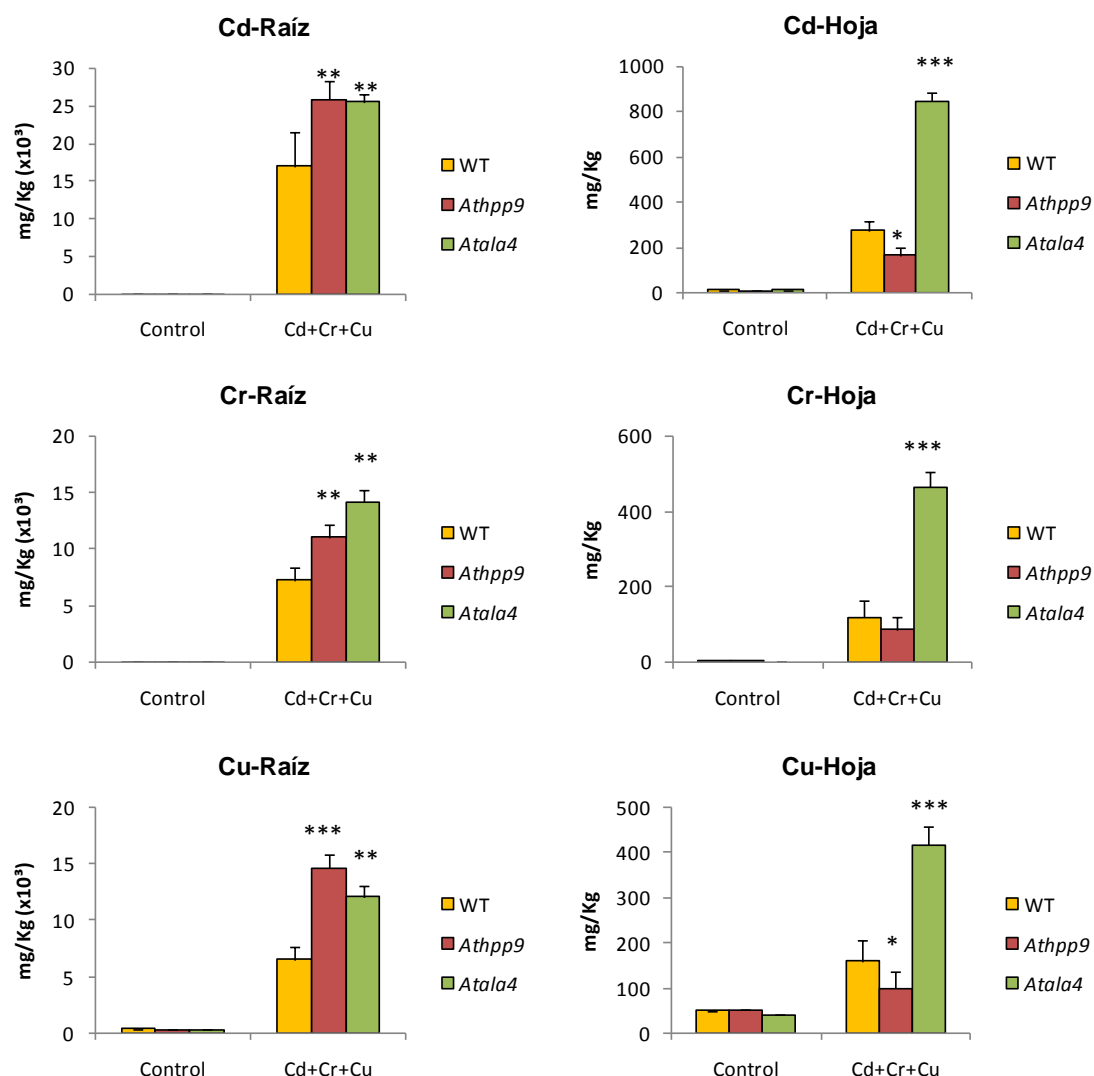 Cd-Raíz
mg/Kg (x10³)
30
25
20
15
10
5
0
**
**
Control
Cd+Cr+Cu
WT
Athpp9
Atala4
Cd-Hoja
mg/Kg
1000
800
600
400
200
0
*
***
Control
Cd+Cr+Cu
WT
Athpp9
Atala4
Cr-Raíz
mg/Kg (x10³)
20
15
10
5
0
**
**
Control
Cd+Cr+Cu
WT
Athpp9
Atala4
Cr-Hoja
mg/Kg
600
400
200
0
***
Control
Cd+Cr+Cu
WT
Athpp9
Atala4
Cu-Raíz
mg/Kg (x10³)
20
15
10
5
0
***
**
Control
Cd+Cr+Cu
WT
Athpp9
Atala4
Cu-Hoja
mg/Kg
500
400
300
200
100
0
*
***
Control
Cd+Cr+Cu
WT
Athpp9
Atala4